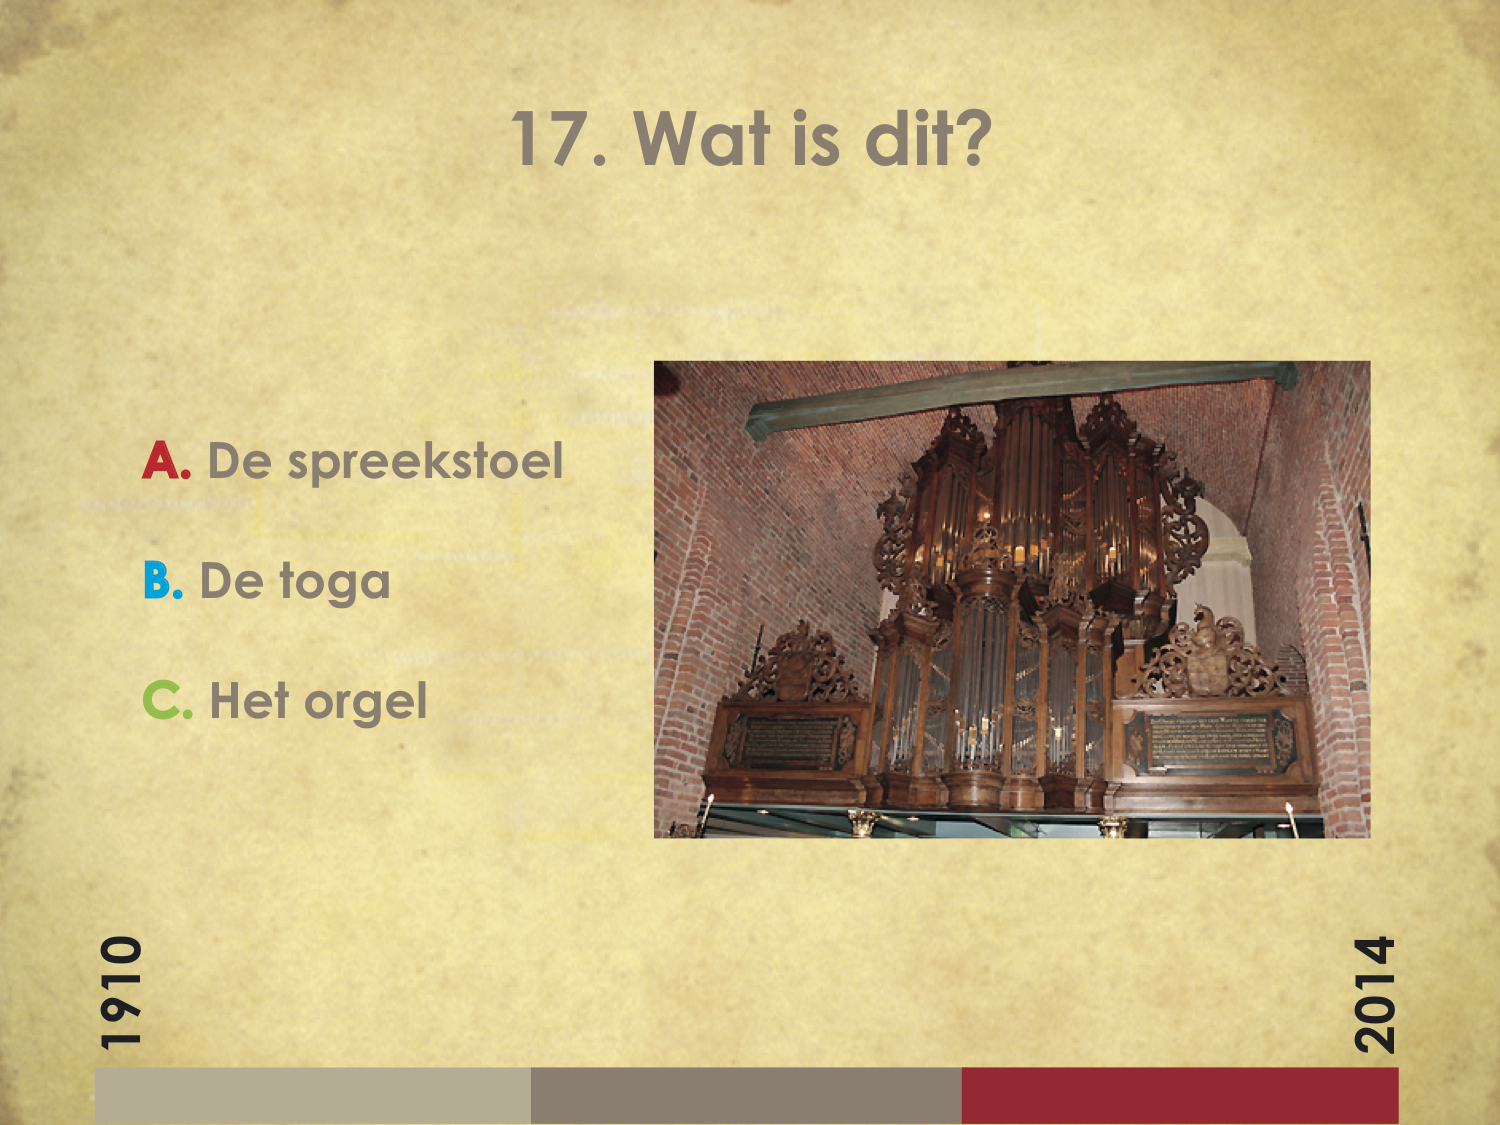 17. Wat is dit?
A. De spreekstoel
B. De toga
C. Het orgel
1910
2014